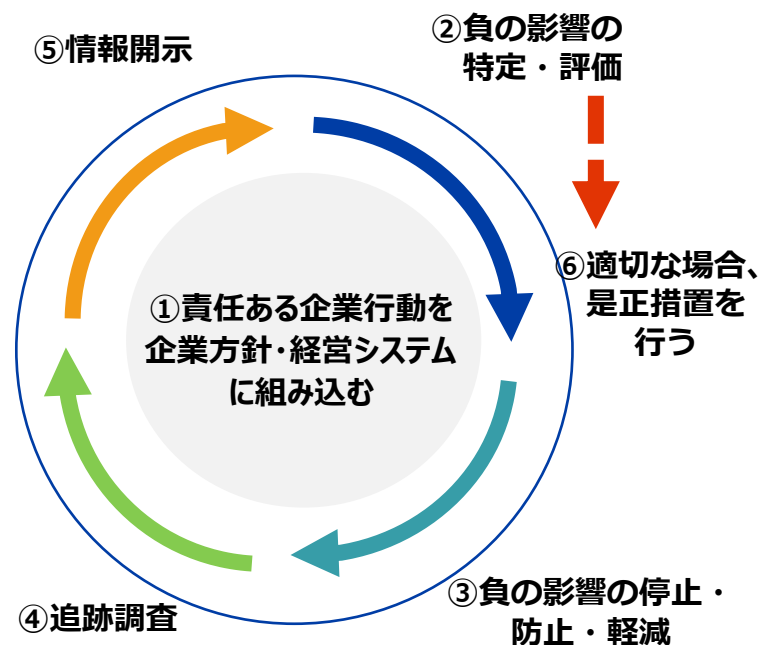 ⑤情報開示
②負の影響の
特定・評価
①責任ある企業行動を
企業方針･経営システム
に組み込む
⑥適切な場合、
是正措置を
行う
④追跡調査
③負の影響の停止・
防止・軽減